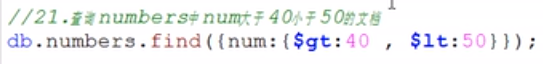 //21.查询numbers中num大于40小于50的文档
db.numbers.find({num:{$gt:40 , $lt:50}});